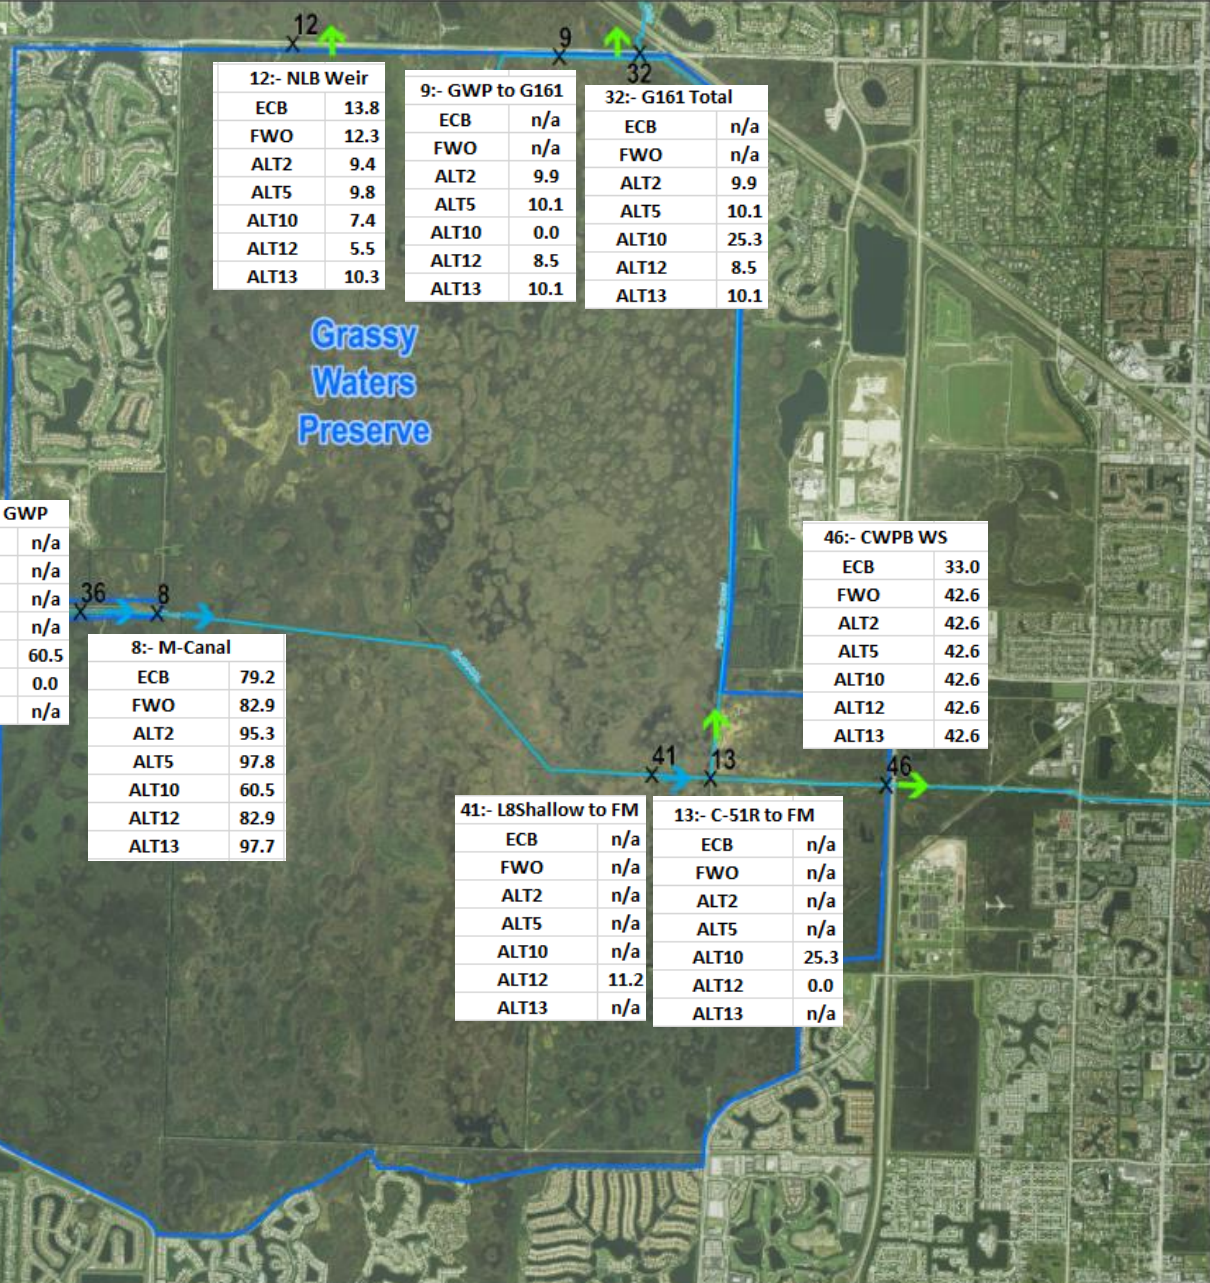 12
9
32
12:- NLB Weir
ECB 13.8
FWO 12.3
ALT2 9.4
ALT5 9.8
ALT10 7.4
ALT12 5.5
ALT13 10.3
9:- GWP to G161
ECB n/a
FWO n/a
ALT2 9.9
ALT5 10.1
ALT10 0.0
ALT12 8.5
ALT13 10.1
32:- G161 Total
ECB n/a
FWO n/a
ALT2 9.9
ALT5 10.1
ALT10 25.3
ALT12 8.5
ALT13 10.1
Grassy
Waters
Preserve
GWP
n/a
n/a
n/a
n/a
60.5
0.0
n/a
36
8
8:- M-Canal
ECB 79.2
FWO 82.9
ALT2 95.3
ALT5 97.8
ALT10 60.5
ALT12 82.9
ALT13 97.7
46:- CWPB WS
ECB 33.0
FWO 42.6
ALT2 42.6
ALT5 42.6
ALT10 42.6
ALT12 42.6
ALT13 42.6
41
13
46
41:- L8Shallow to FM
ECB n/a
FWO n/a
ALT2 n/a
ALT5 n/a
ALT10 n/a
ALT12 11.2
ALT13 n/a
13:- C-51R to FM
ECB n/a
FWO n/a
ALT2 n/a
ALT5 n/a
ALT10 25.3
ALT12 0.0
ALT13 n/a